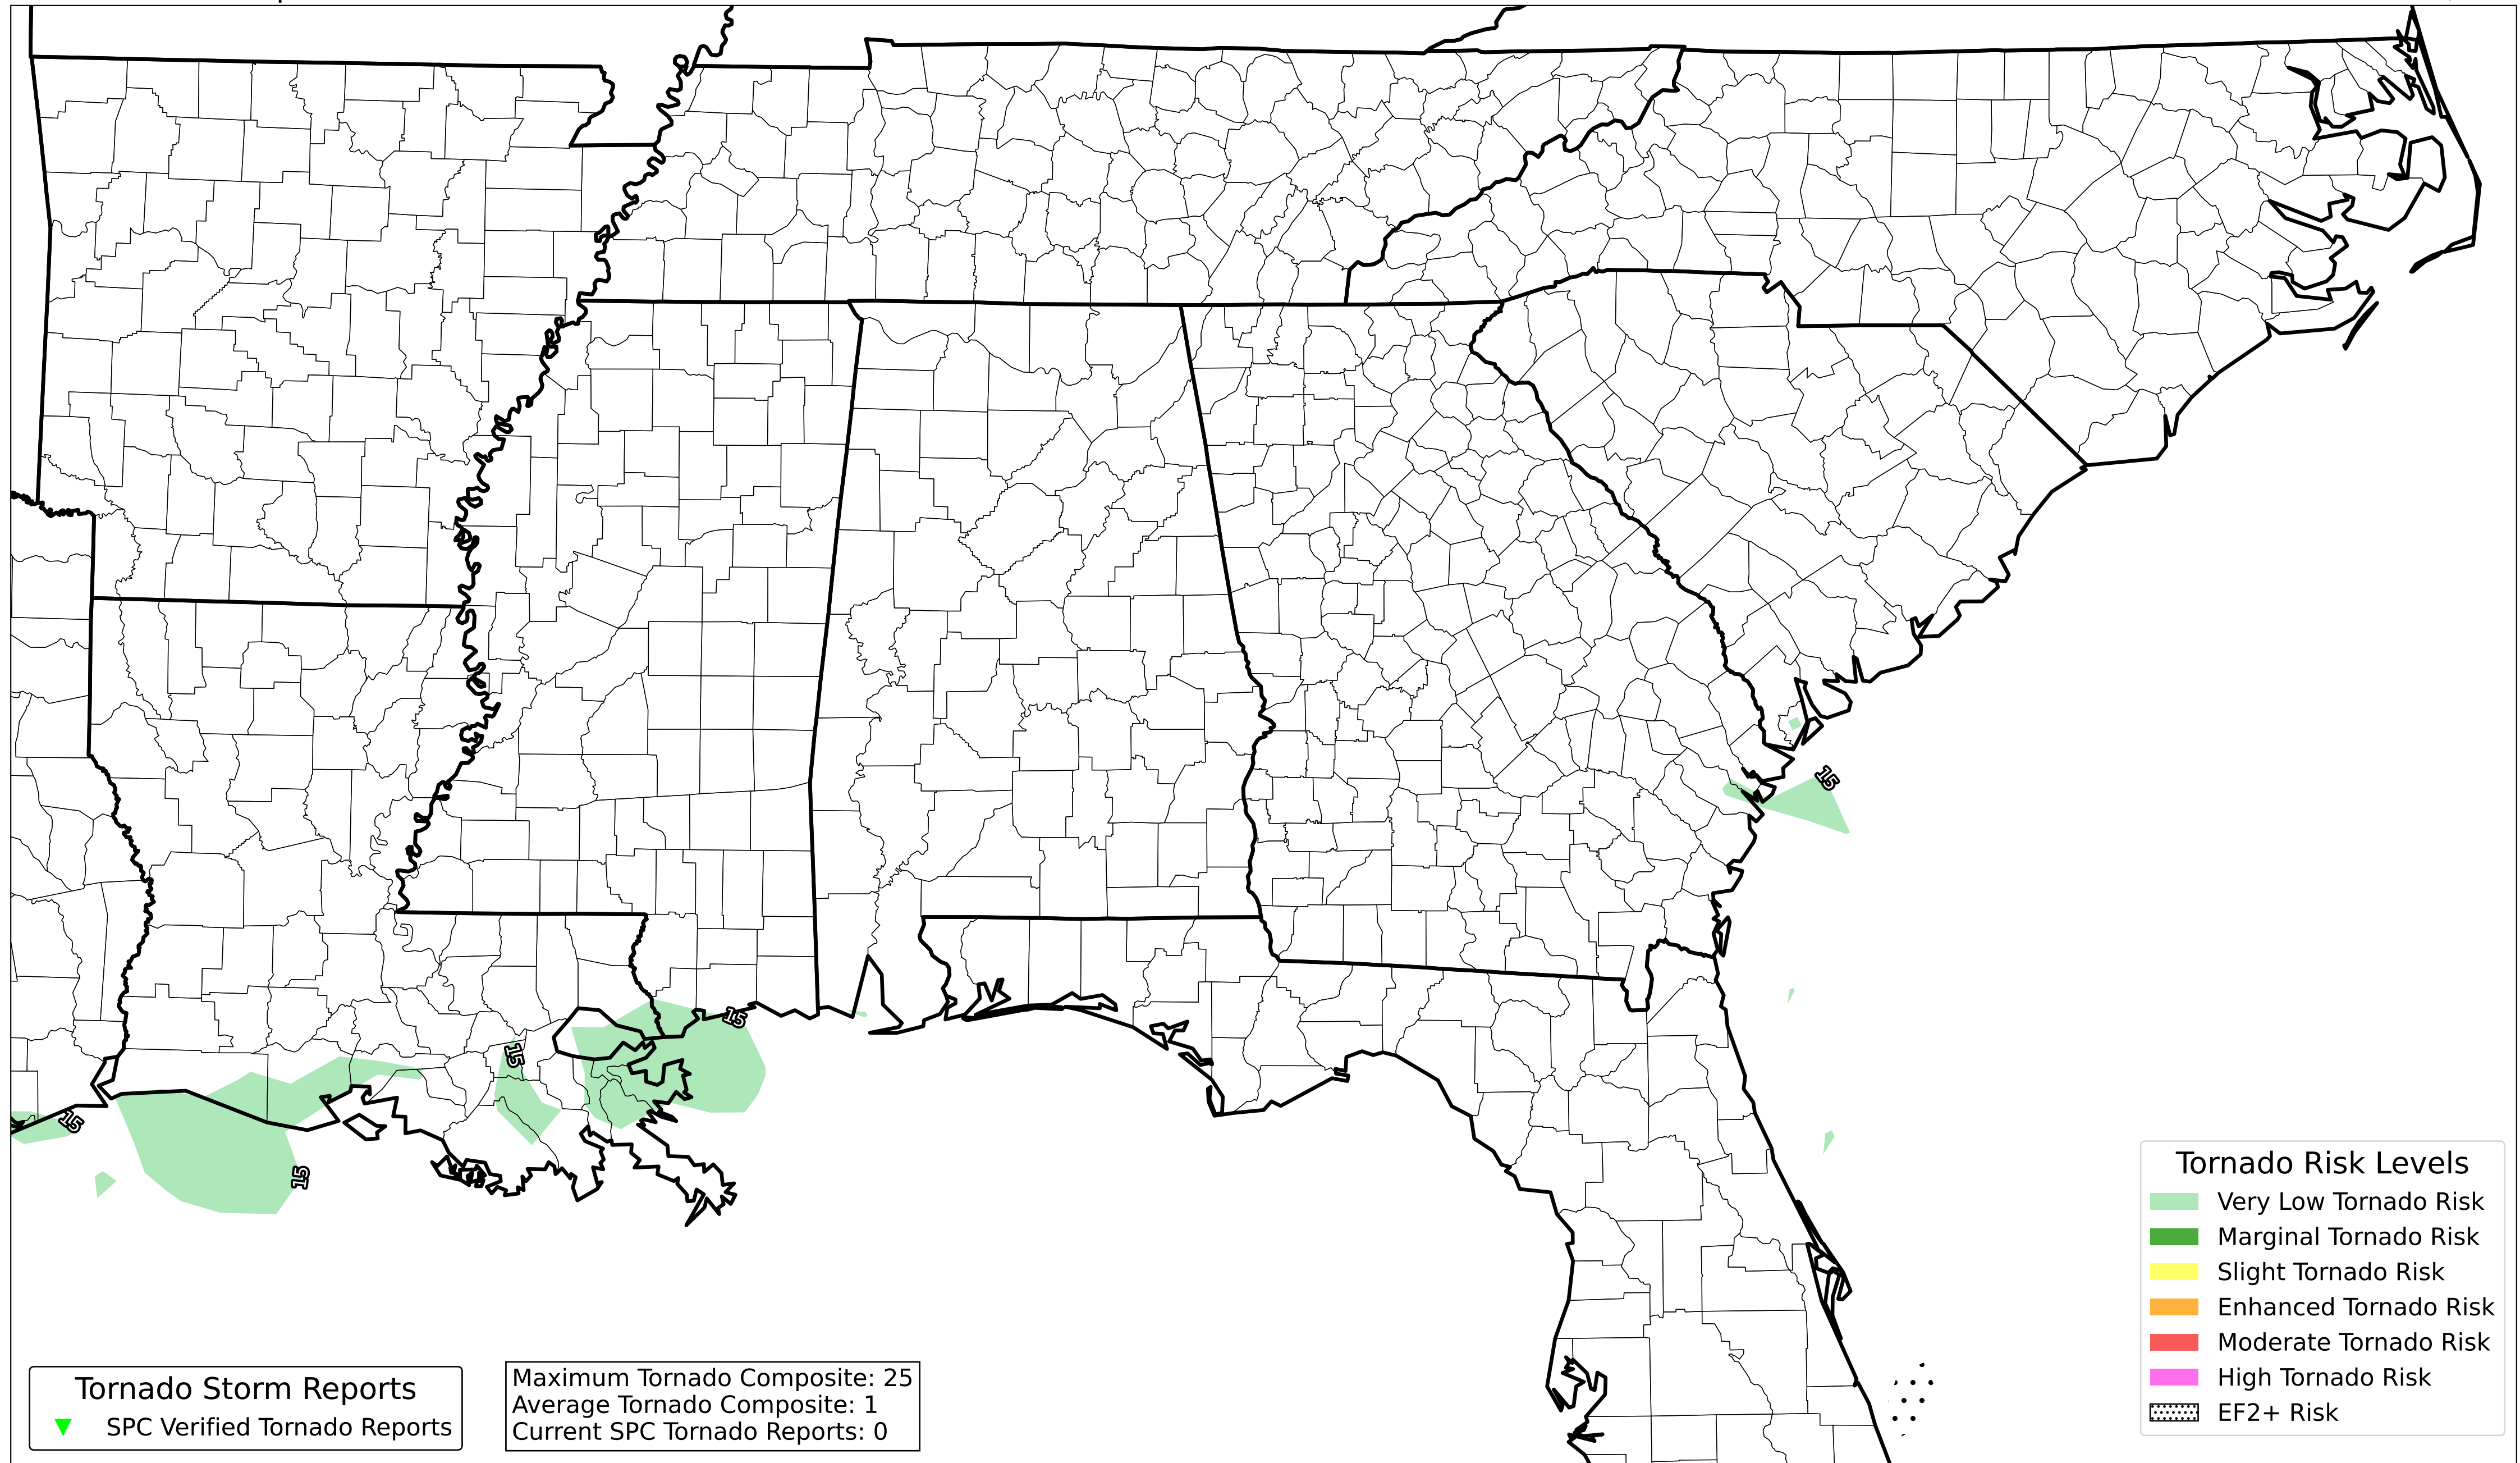 15
15
15
15
15
Tornado Risk Levels
Very Low Tornado Risk
Marginal Tornado Risk
Slight Tornado Risk
Enhanced Tornado Risk
Moderate Tornado Risk
High Tornado Risk
EF2+ Risk
Tornado Storm Reports
SPC Verified Tornado Reports
Maximum Tornado Composite: 25
Average Tornado Composite: 1
Current SPC Tornado Reports: 0